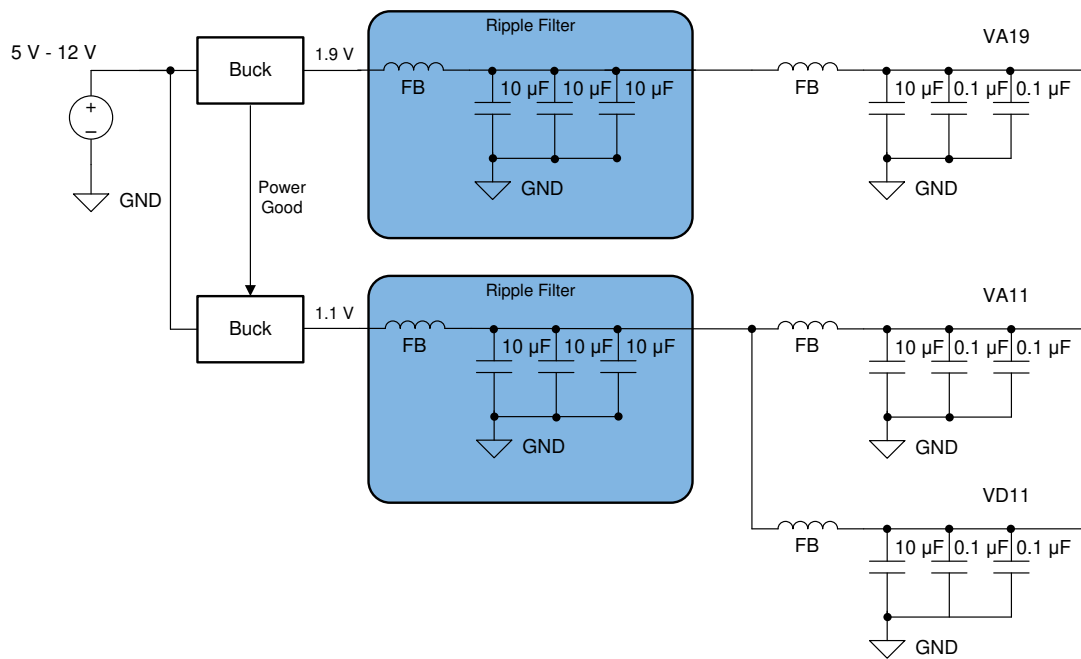 Ripple Filter
5 V - 12 V
Buck
1.9 V
FB
10 µF
10 µF
10 µF
GND
VA19
FB
10 µF
0.1 µF
0.1 µF
GND
+
−
GND
Power
Good
Ripple Filter
Buck
1.1 V
FB
10 µF
10 µF
10 µF
GND
VA11
FB
10 µF
0.1 µF
0.1 µF
GND
VD11
FB
10 µF
0.1 µF
0.1 µF
GND